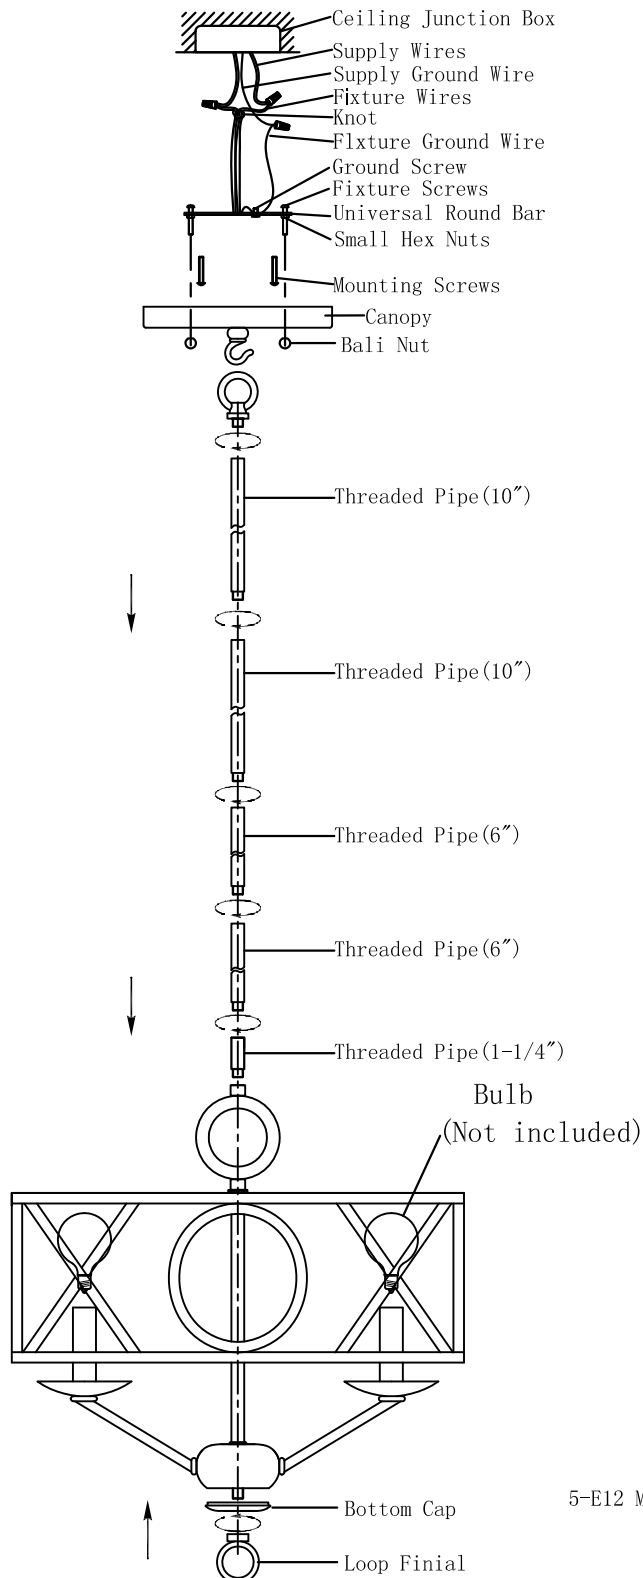 Ceiling Junction Box
Supply Wires
Supply Ground Wire
Fixture Wires
Knot
Flxture Ground Wire
Ground Screw
Fixture Screws
Universal Round Bar
Small Hex Nuts
Mounting Screws
Canopy
Bali Nut
Threaded Pipe(10")
Threaded Pipe(10")
Threaded Pipe(6")
Threaded Pipe(6")
Threaded Pipe(1-1/4")
Bulb
(Not included)
5-E12 M
Bottom Cap
Loop Finial